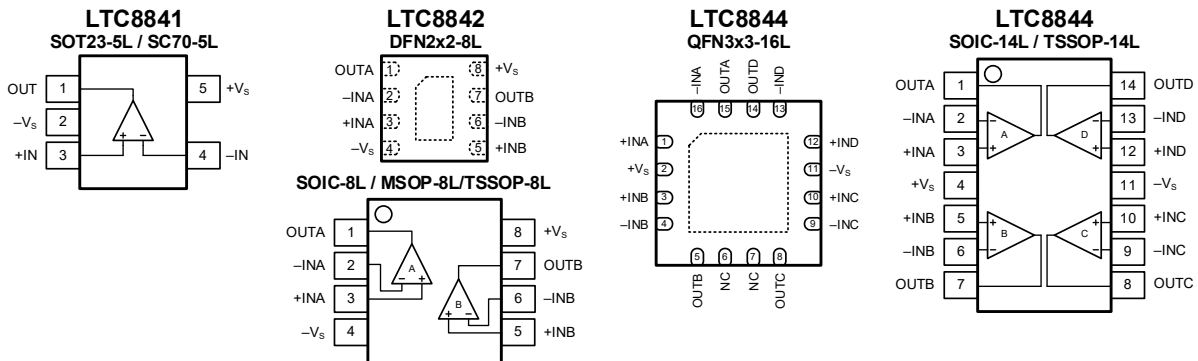 LTC8841
SOT23-5L / SC70-5L
OUT 1
–VS 2
+IN 3
5 +VS
4 –IN
+ –
LTC8842
DFN2x2-8L
OUTA 1
–INA 2
+INA 3
–VS 4
8 +VS
7 OUTB
6 –INB
5 +INB
SOIC-8L / MSOP-8L/TSSOP-8L
OUTA 1
–INA 2
+INA 3
–VS 4
8 +VS
7 OUTB
6 –INB
5 +INB
A
– +
B
+ –
LTC8844
QFN3x3-16L
–INA OUTA OUTD –IND
16 15 14 13
+INA 1
+VS 2
+INB 3
–INB 4
12 +IND
11 –VS
10 +INC
9 –INC
5 6 7 8
OUTB NC NC OUTC
LTC8844
SOIC-14L / TSSOP-14L
OUTA 1
–INA 2
+INA 3
+VS 4
+INB 5
–INB 6
OUTB 7
14 OUTD
13 –IND
12 +IND
11 –VS
10 +INC
9 –INC
8 OUTC
– A D –
+ +
+ +
– B C –